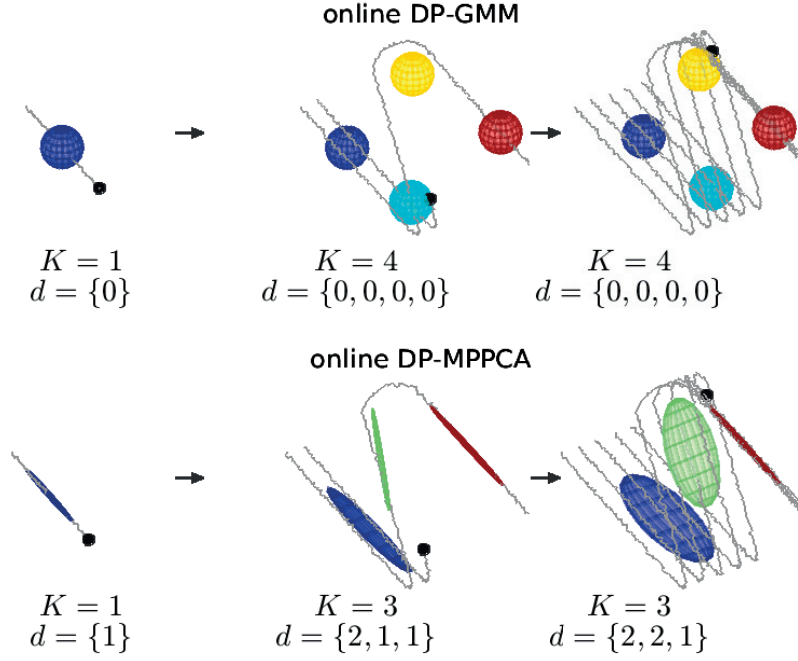 online DP-GMM
K = 1
d = {0}
K = 4
d = {0, 0, 0, 0}
K = 4
d = {0, 0, 0, 0}
online DP-MPPCA
K = 1
d = {1}
K = 3
d = {2, 1, 1}
K = 3
d = {2, 2, 1}